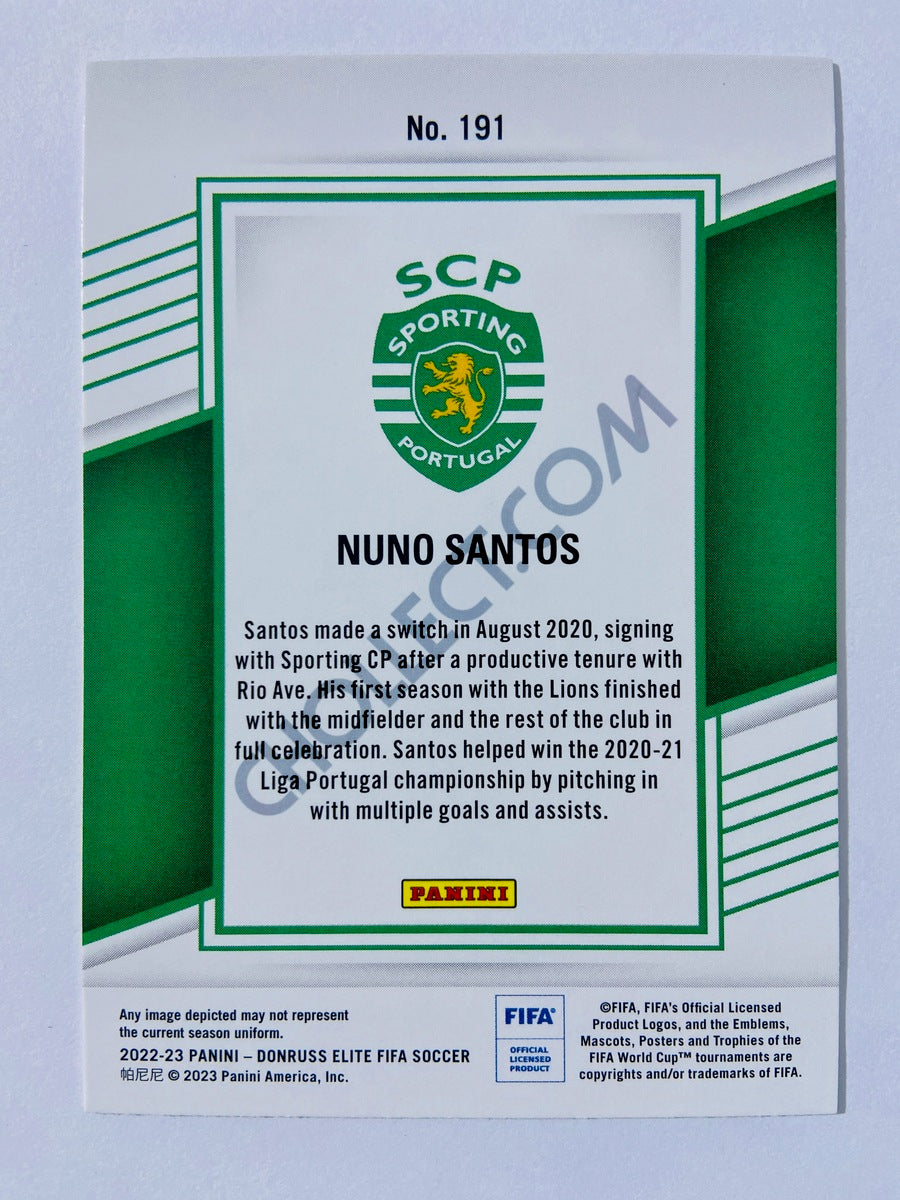 No. 191
SCP
SPORTING
PORTUGAL
NUNO SANTOS
Santos made a switch in August 2020, signing
with Sporting CP after a productive tenure with
Rio Ave. His first season with the Lions finished
with the midfielder and the rest of the club in
full celebration. Santos helped win the 2020-21
Liga Portugal championship by pitching in
with multiple goals and assists.
CHOLLECT.COM
PANINI
Any image depicted may not represent
the current season uniform.
2022-23 PANINI – DONRUSS ELITE FIFA SOCCER
帕尼尼 © 2023 Panini America, Inc.
FIFA®
OFFICIAL
LICENSED
PRODUCT
©FIFA, FIFA's Official Licensed
Product Logos, and the Emblems,
Mascots, Posters and Trophies of the
FIFA World Cup™ tournaments are
copyrights and/or trademarks of FIFA.